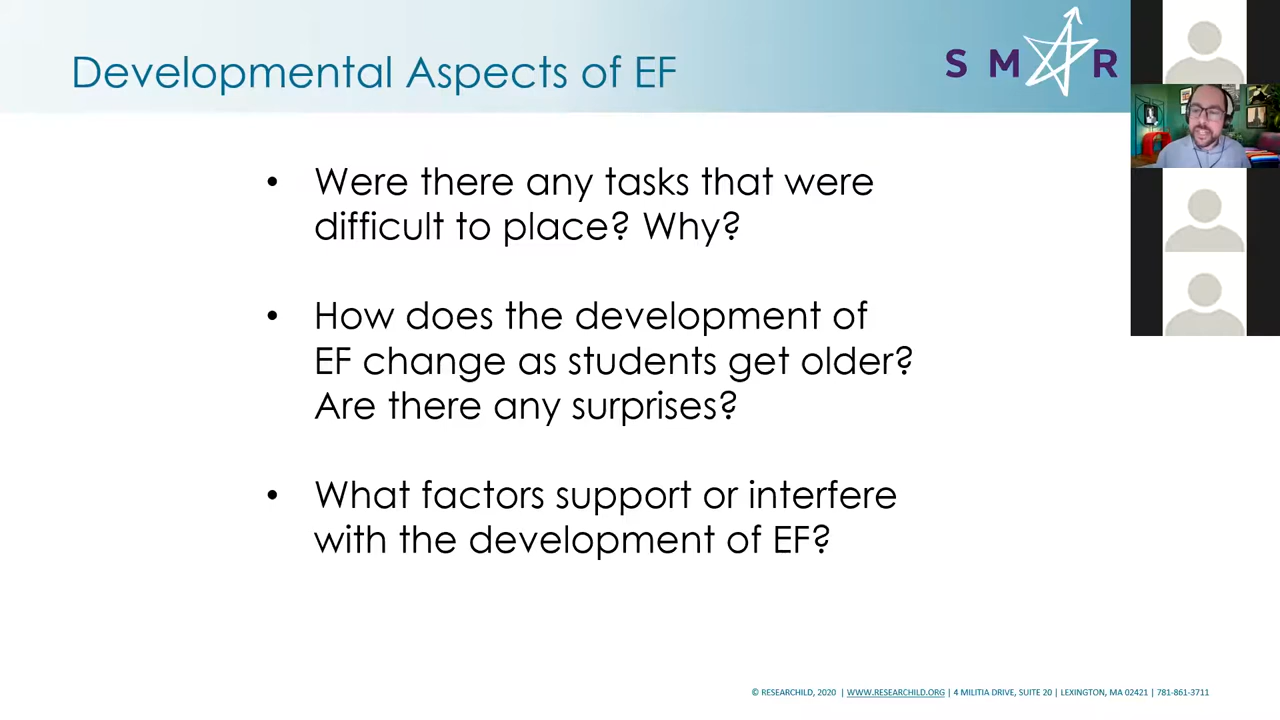 Developmental Aspects of EF
S M R
• Were there any tasks that were
difficult to place? Why?
• How does the development of
EF change as students get older?
Are there any surprises?
• What factors support or interfere
with the development of EF?
© RESEARCHILD, 2020 | WWW.RESEARCHILD.ORG | 4 MILITIA DRIVE, SUITE 20 | LEXINGTON, MA 02421 | 781-861-3711